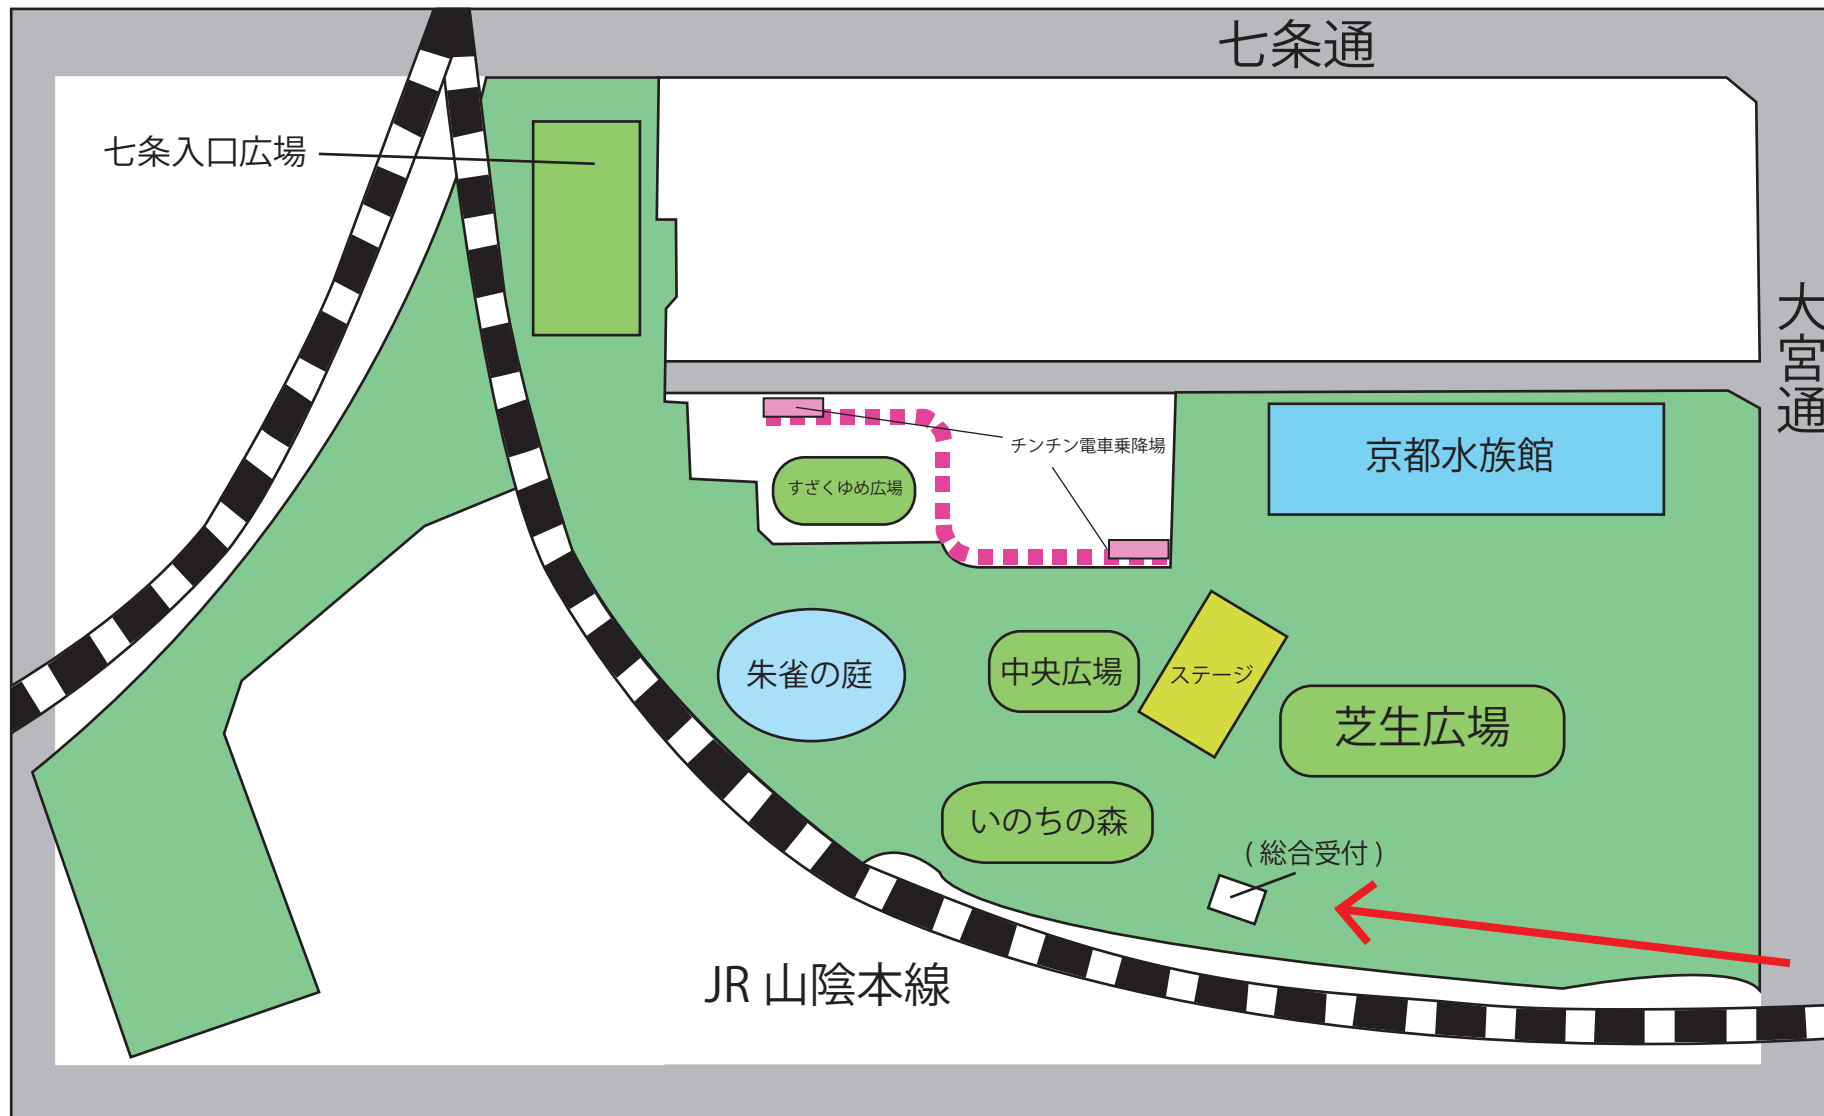 七条通
七条入口広場
大宮通
チンチン電車乗降場
京都水族館
すざくゆめ広場
朱雀の庭
中央広場
ステージ
芝生広場
いのちの森
(総合受付)
JR 山陰本線